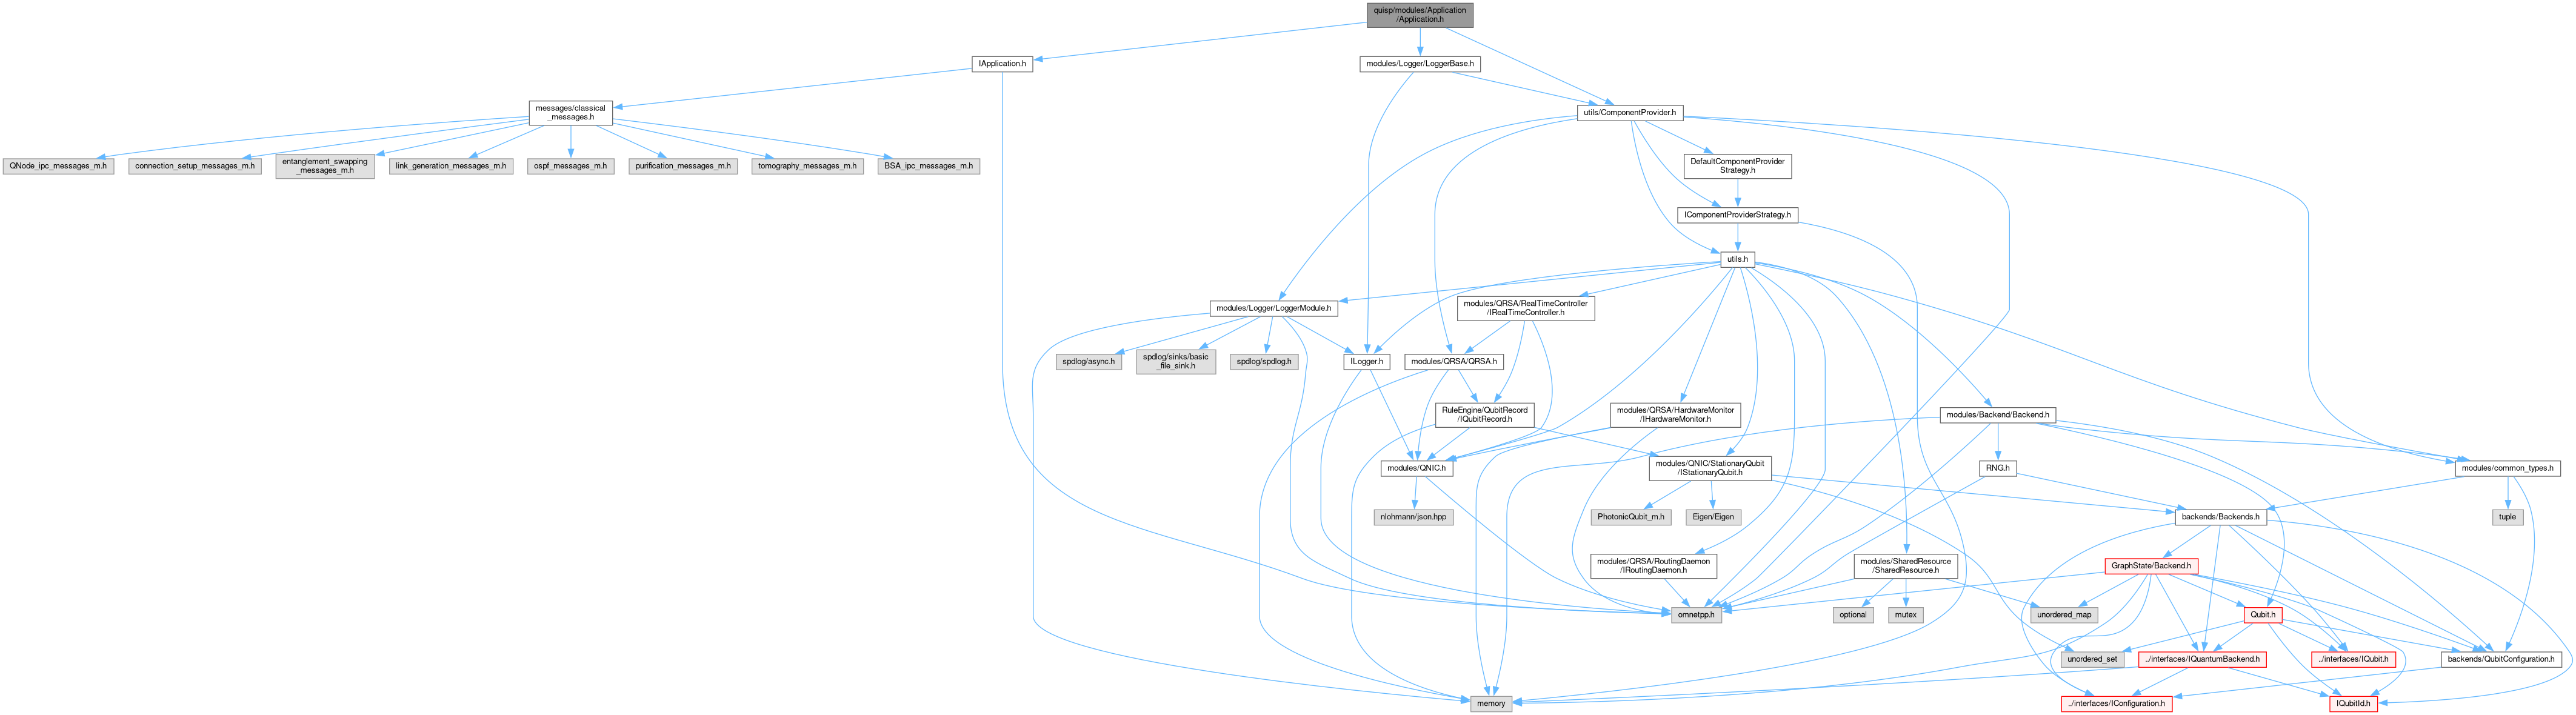 quisp/modules/Application
/Application.h
IApplication.h
modules/Logger/LoggerBase.h
messages/classical
_messages.h
utils/ComponentProvider.h
QNode_ipc_messages_m.h
connection_setup_messages_m.h
entanglement_swapping
_messages_m.h
link_generation_messages_m.h
ospf_messages_m.h
purification_messages_m.h
tomography_messages_m.h
BSA_ipc_messages_m.h
DefaultComponentProvider
Strategy.h
IComponentProviderStrategy.h
utils.h
modules/Logger/LoggerModule.h
modules/QRSA/RealTimeController
/IRealTimeController.h
spdlog/async.h
spdlog/sinks/basic
_file_sink.h
spdlog/spdlog.h
ILogger.h
modules/QRSA/QRSA.h
RuleEngine/QubitRecord
/IQubitRecord.h
modules/QRSA/HardwareMonitor
/IHardwareMonitor.h
modules/Backend/Backend.h
modules/QNIC.h
modules/QNIC/StationaryQubit
/IStationaryQubit.h
RNG.h
modules/common_types.h
nlohmann/json.hpp
PhotonicQubit_m.h
Eigen/Eigen
backends/Backends.h
tuple
modules/QRSA/RoutingDaemon
/IRoutingDaemon.h
modules/SharedResource
/SharedResource.h
GraphState/Backend.h
omnetpp.h
optional
mutex
unordered_map
Qubit.h
unordered_set
../interfaces/IQuantumBackend.h
../interfaces/IQubit.h
backends/QubitConfiguration.h
memory
../interfaces/IConfiguration.h
IQubitId.h